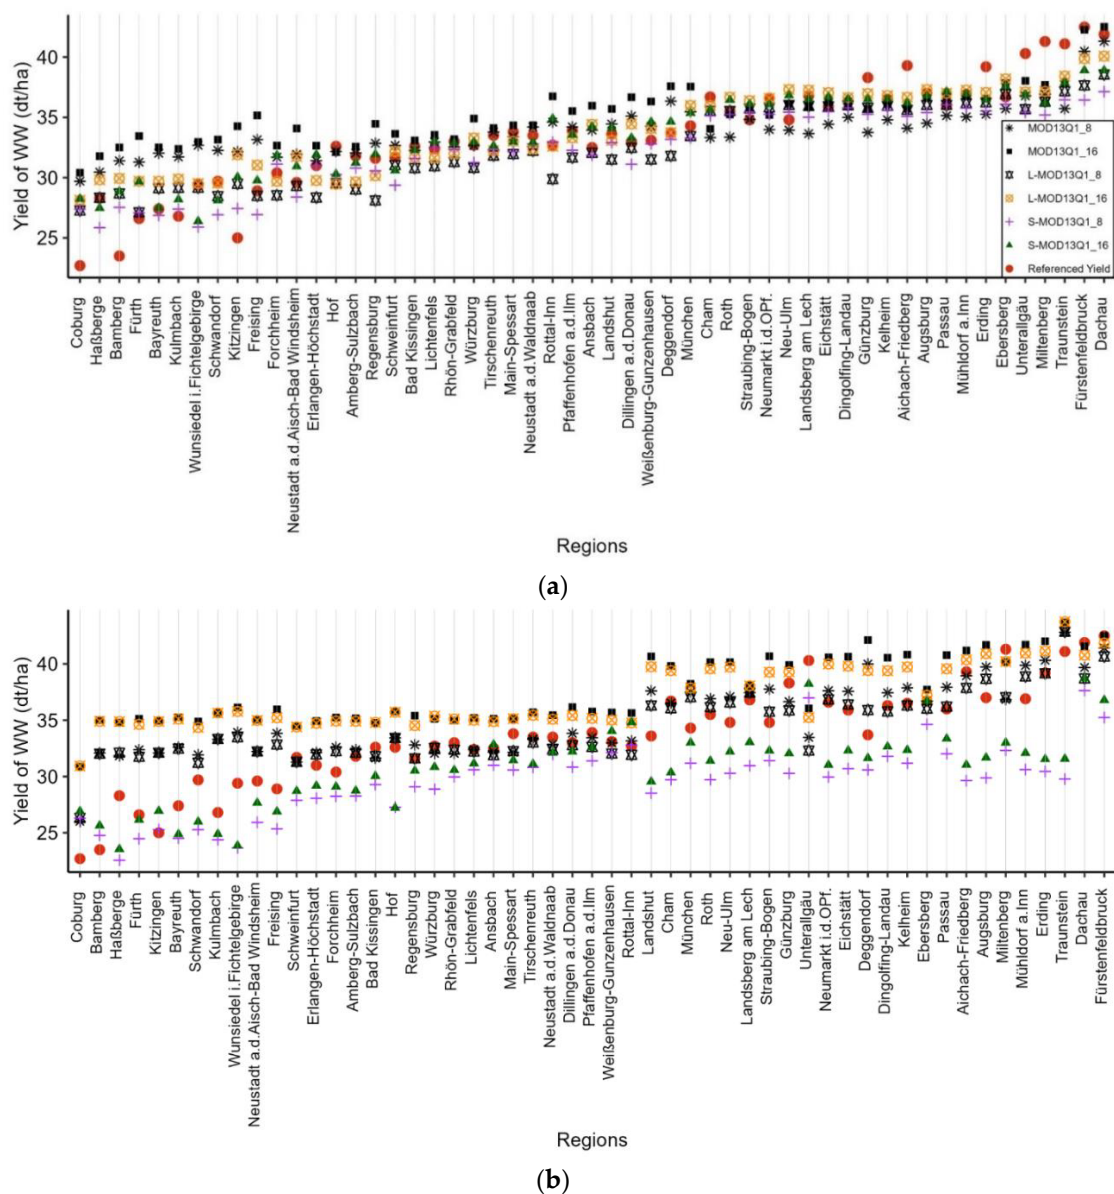 Yield of WW (dt/ha)
40
35
30
25
MOD13Q1_8
MOD13Q1_16
L-MOD13Q1_8
L-MOD13Q1_16
S-MOD13Q1_8
S-MOD13Q1_16
Referenced Yield
Coburg
Haßberge
Bamberg
Fürth
Bayreuth
Kulmbach
Wunsiedel i.Fichtelgebirge
Schwandorf
Kitzingen
Freising
Forchheim
Neustadt a.d.Aisch-Bad Windsheim
Erlangen-Höchstadt
Hof
Amberg-Sulzbach
Regensburg
Schweinfurt
Bad Kissingen
Lichtenfels
Rhön-Grabfeld
Würzburg
Tirschenreuth
Main-Spessart
Neustadt a.d.Waldnaab
Rottal-Inn
Pfaffenhofen a.d.Ilm
Ansbach
Landshut
Dillingen a.d.Donau
Weißenburg-Gunzenhausen
Deggendorf
München
Cham
Roth
Straubing-Bogen
Neumarkt i.d.OPf.
Neu-Ulm
Landsberg am Lech
Eichstätt
Dingolfing-Landau
Günzburg
Kelheim
Aichach-Friedberg
Augsburg
Passau
Mühldorf a.Inn
Erding
Ebersberg
Unterallgäu
Miltenberg
Traunstein
Fürstenfeldbruck
Dachau
Regions
(a)
Yield of WW (dt/ha)
40
35
30
25
Coburg
Bamberg
Haßberge
Fürth
Kitzingen
Bayreuth
Schwandorf
Kulmbach
Wunsiedel i.Fichtelgebirge
Neustadt a.d.Aisch-Bad Windsheim
Freising
Schweinfurt
Erlangen-Höchstadt
Forchheim
Amberg-Sulzbach
Bad Kissingen
Hof
Regensburg
Würzburg
Rhön-Grabfeld
Lichtenfels
Ansbach
Main-Spessart
Tirschenreuth
Neustadt a.d.Waldnaab
Dillingen a.d.Donau
Pfaffenhofen a.d.Ilm
Weißenburg-Gunzenhausen
Rottal-Inn
Landshut
Cham
München
Roth
Neu-Ulm
Landsberg am Lech
Straubing-Bogen
Günzburg
Unterallgäu
Neumarkt i.d.OPf.
Eichstätt
Deggendorf
Dingolfing-Landau
Kelheim
Ebersberg
Passau
Aichach-Friedberg
Augsburg
Miltenberg
Mühldorf a.Inn
Erding
Traunstein
Dachau
Fürstenfeldbruck
Regions
(b)